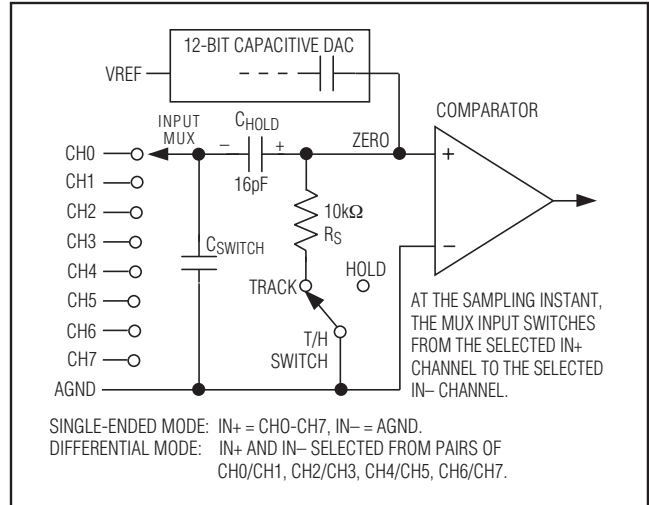 12-BIT CAPACITIVE DAC
VREF
COMPARATOR
INPUT
MUX
CHOLD
ZERO
− +
16pF
+
−
CH0
CH1
CH2
CH3
CH4
CH5
CH6
CH7
AGND
10kΩ
RS
CSWITCH
TRACK
HOLD
T/H
SWITCH
AT THE SAMPLING INSTANT,
THE MUX INPUT SWITCHES
FROM THE SELECTED IN+
CHANNEL TO THE SELECTED
IN– CHANNEL.
SINGLE-ENDED MODE: IN+ = CHO-CH7, IN– = AGND.
DIFFERENTIAL MODE: IN+ AND IN– SELECTED FROM PAIRS OF
CH0/CH1, CH2/CH3, CH4/CH5, CH6/CH7.